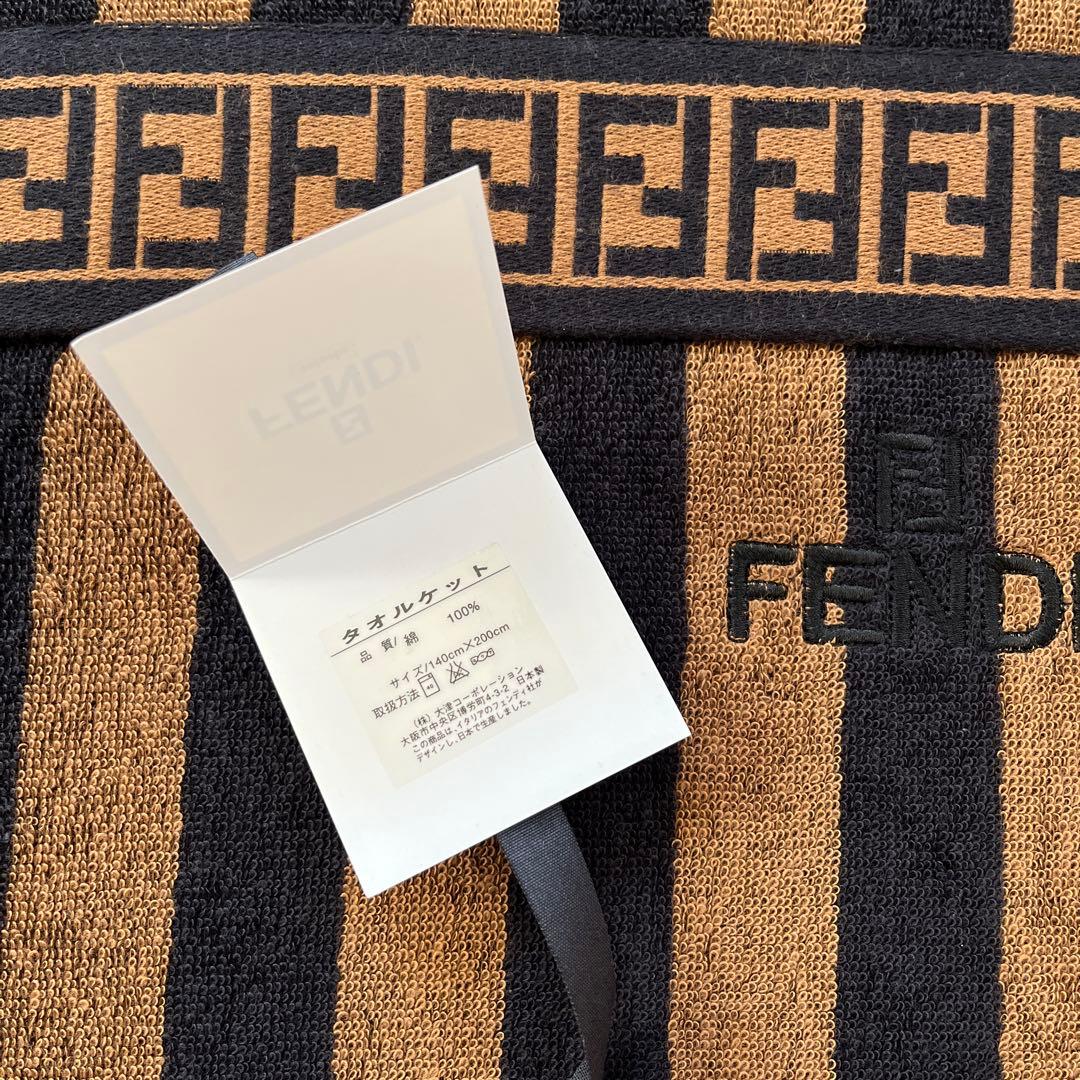 FENDI
タオルケット
品 質/ 綿 100%
サイズ/140cm×200cm
取扱方法 40
(株) 大津コーポレーション
大阪市中央区博労町4-3-2 日本製
この商品は、イタリアのフェンディ社が
デザインし、日本で生産しました。
FENDI